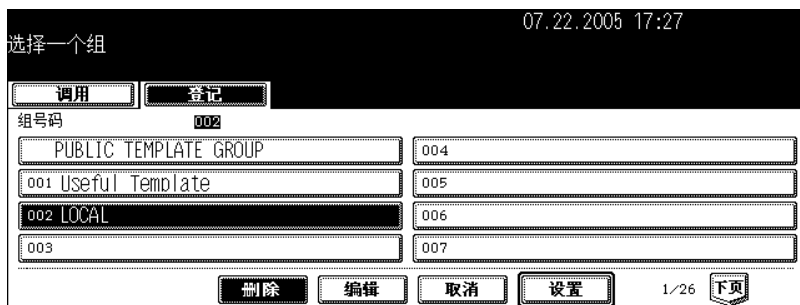 07.22.2005 17:27
选择一个组
调用 登记
组号码 002
PUBLIC TEMPLATE GROUP 004
001 Useful Template 005
002 LOCAL 006
003 007
删除 编辑 取消 设置 1/26 下页